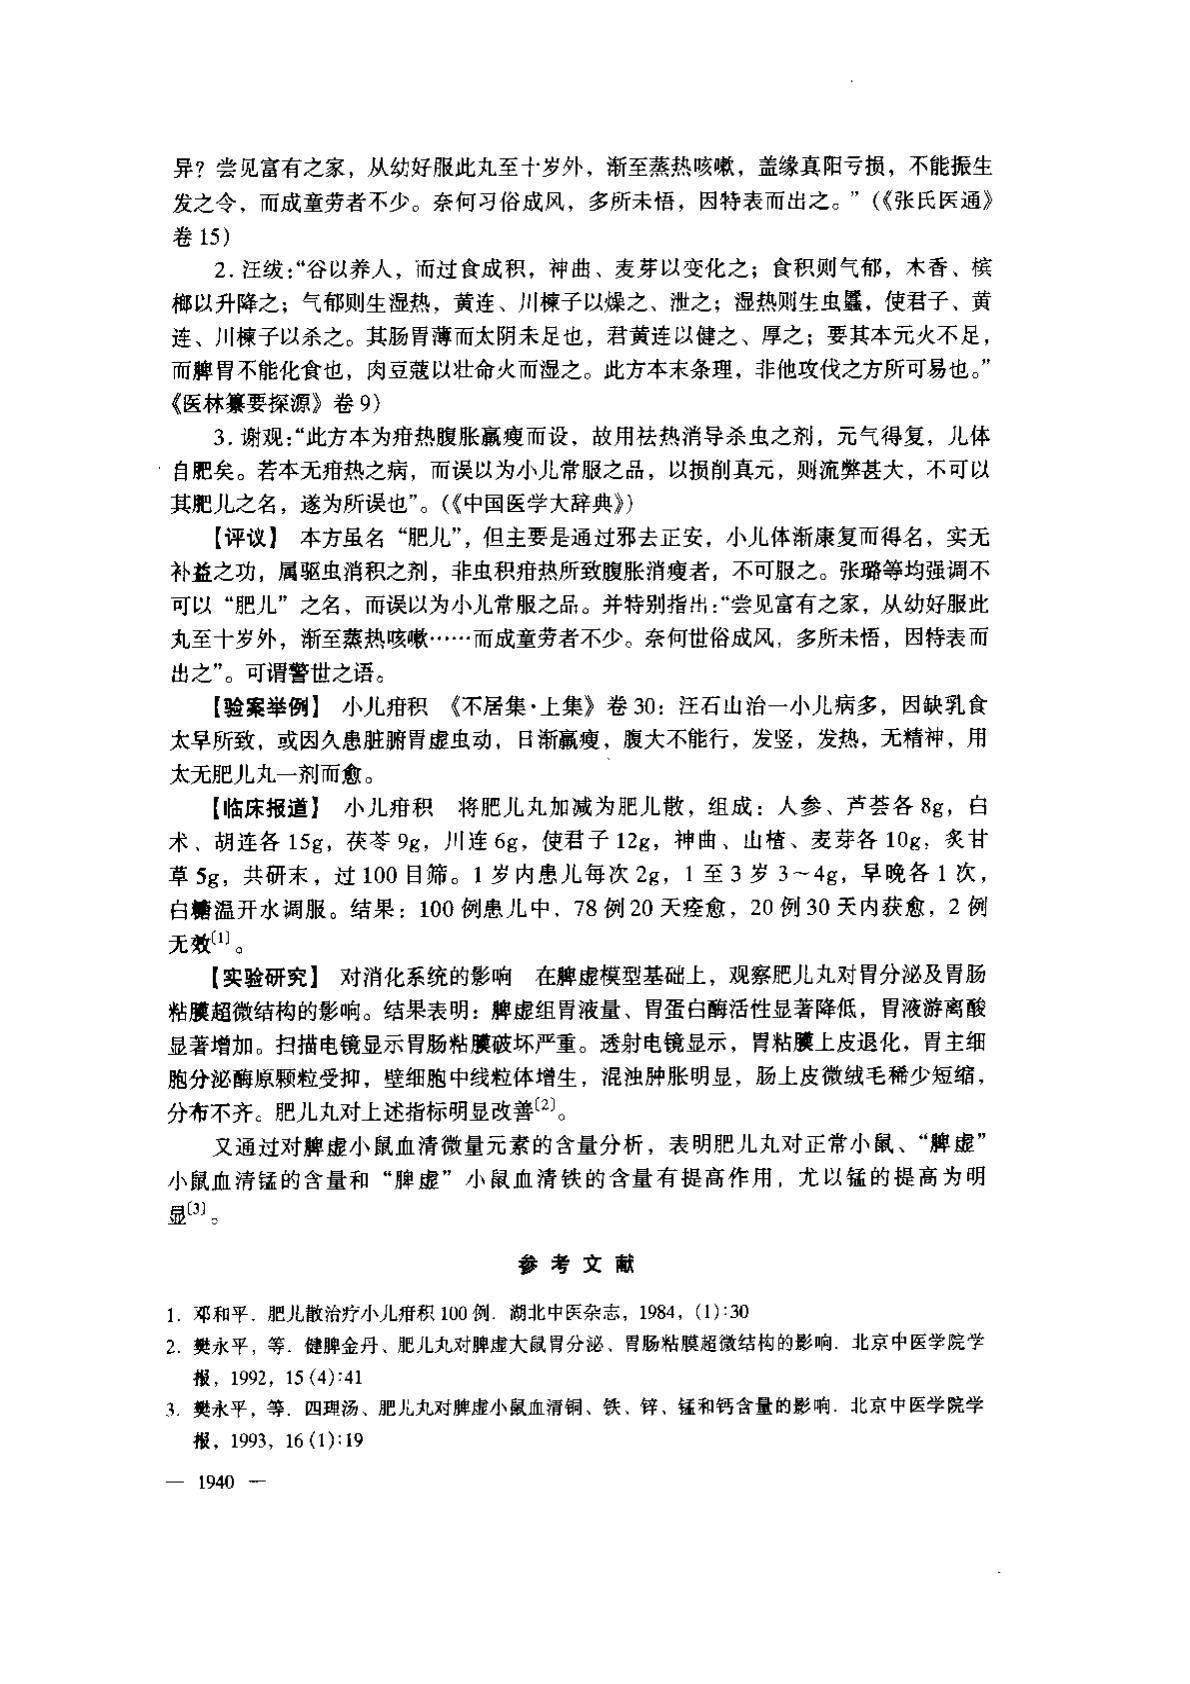 异？尝见富有之家，从幼好服此丸至十岁外，渐至蒸热咳嗽，盖缘真阳亏损，不能振生
发之令，而成童劳者不少。奈何习俗成风，多所未悟，因特表而出之。”(《张氏医通》
卷 15)
2. 汪绂：“谷以养人，而过食成积，神曲、麦芽以变化之；食积则气郁，木香、槟
榔以升降之；气郁则生湿热，黄连、川楝子以燥之、泄之；湿热则生虫䘌，使君子、黄
连、川楝子以杀之。其肠胃薄而太阴未足也，君黄连以健之、厚之；要其本元火不足，
而脾胃不能化食也，肉豆蔻以壮命火而湿之。此方本末条理，非他攻伐之方所可易也。”
《医林纂要探源》卷 9)
3. 谢观：“此方本为疳热腹胀羸瘦而设，故用祛热消导杀虫之剂，元气得复，儿体
自肥矣。若本无疳热之病，而误以为小儿常服之品，以损削真元，则流弊甚大，不可以
其肥儿之名，遂为所误也”。(《中国医学大辞典》)
【评议】 本方虽名“肥儿”，但主要是通过邪去正安，小儿体渐康复而得名，实无
补益之功，属驱虫消积之剂，非虫积疳热所致腹胀消瘦者，不可服之。张璐等均强调不
可以“肥儿”之名，而误以为小儿常服之品。并特别指出：“尝见富有之家，从幼好服此
丸至十岁外，渐至蒸热咳嗽……而成童劳者不少。奈何世俗成风，多所未悟，因特表而
出之”。可谓警世之语。
【验案举例】 小儿疳积 《不居集·上集》卷 30：汪石山治一小儿病多，因缺乳食
太早所致，或因久患脏腑胃虚虫动，日渐羸瘦，腹大不能行，发竖，发热，无精神，用
太无肥儿丸一剂而愈。
【临床报道】 小儿疳积 将肥儿丸加减为肥儿散，组成：人参、芦荟各 8g，白
术、胡连各 15g，茯苓 9g，川连 6g，使君子 12g，神曲、山楂、麦芽各 10g，炙甘
草 5g，共研末，过 100 目筛。1 岁内患儿每次 2g，1 至 3 岁 3～4g，早晚各 1 次，
白糖温开水调服。结果：100 例患儿中，78 例 20 天痊愈，20 例 30 天内获愈，2 例
无效〔1〕。
【实验研究】 对消化系统的影响 在脾虚模型基础上，观察肥儿丸对胃分泌及胃肠
粘膜超微结构的影响。结果表明：脾虚组胃液量、胃蛋白酶活性显著降低，胃液游离酸
显著增加。扫描电镜显示胃肠粘膜破坏严重。透射电镜显示，胃粘膜上皮退化，胃主细
胞分泌酶原颗粒受抑，壁细胞中线粒体增生，混浊肿胀明显，肠上皮微绒毛稀少短缩，
分布不齐。肥儿丸对上述指标明显改善〔2〕。
又通过对脾虚小鼠血清微量元素的含量分析，表明肥儿丸对正常小鼠、“脾虚”
小鼠血清锰的含量和“脾虚”小鼠血清铁的含量有提高作用，尤以锰的提高为明
显〔3〕。
参 考 文 献
1. 邓和平. 肥儿散治疗小儿疳积 100 例. 湖北中医杂志，1984，(1)：30
2. 樊永平，等. 健脾金丹、肥儿丸对脾虚大鼠胃分泌、胃肠粘膜超微结构的影响. 北京中医学院学
报，1992，15 (4)：41
3. 樊永平，等. 四理汤、肥儿丸对脾虚小鼠血清铜、铁、锌、锰和钙含量的影响. 北京中医学院学
报，1993，16 (1)：19
— 1940 —